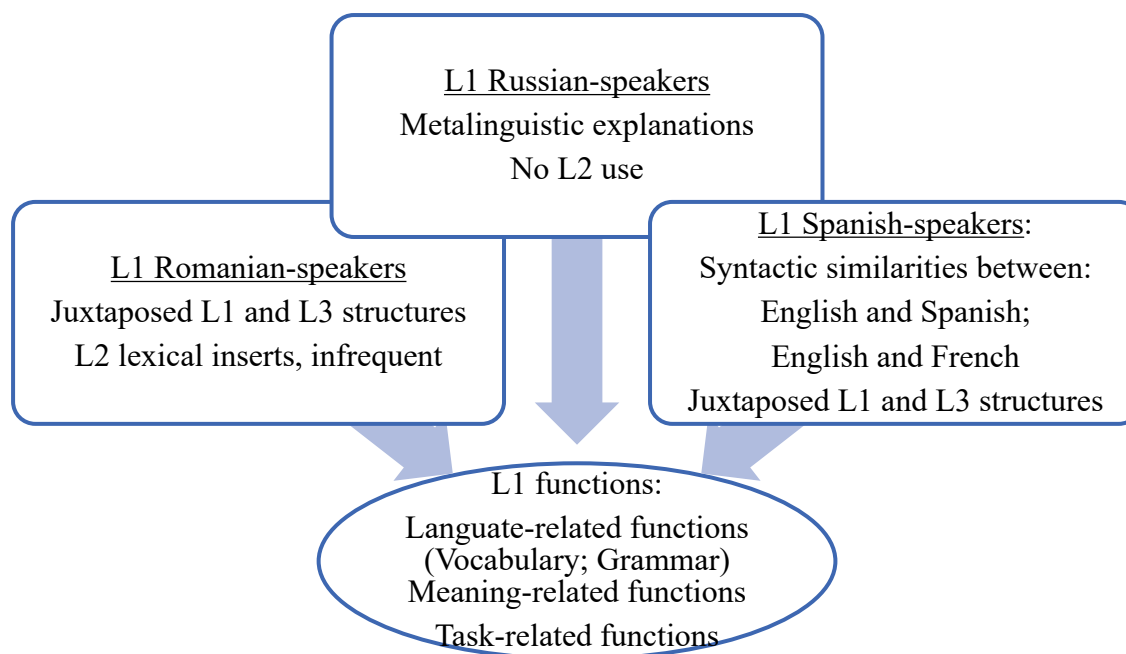 L1 Russian-speakers
Metalinguistic explanations
No L2 use
L1 Romanian-speakers
Juxtaposed L1 and L3 structures
L2 lexical inserts, infrequent
L1 Spanish-speakers:
Syntactic similarities between:
English and Spanish;
English and French
Juxtaposed L1 and L3 structures
L1 functions:
Languate-related functions
(Vocabulary; Grammar)
Meaning-related functions
Task-related functions